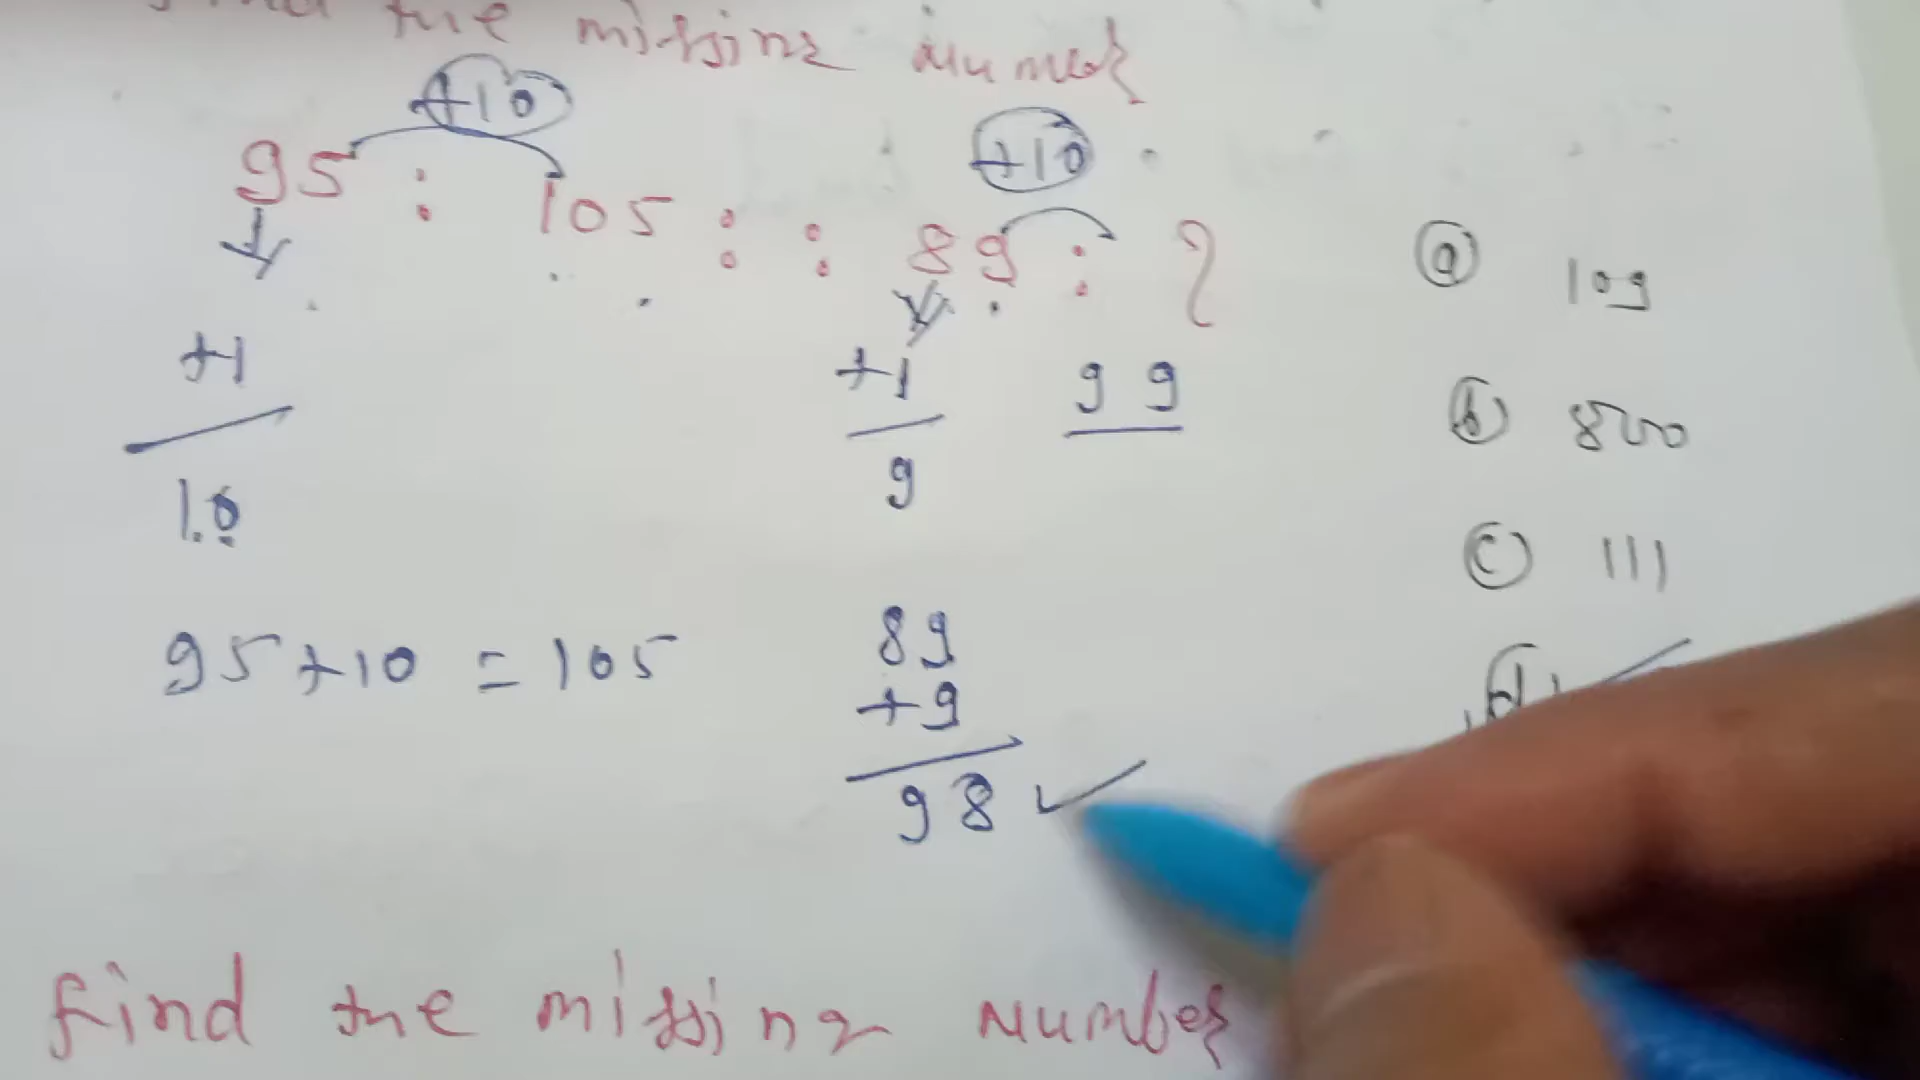 the missing
+10 +10
95 : 105 : : 89 : ?
+1 +1 99
10 9
95+10 = 105
89
+9
98
(a) 109
(b) 800
(c) 111
(d)
find the missing number